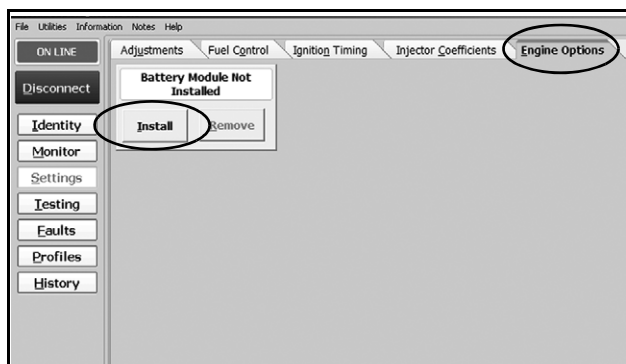 File Utilities Information Notes Help
ON LINE
Disconnect
Identity
Monitor
Settings
Testing
Faults
Profiles
History
Adjustments Fuel Control Ignition Timing Injector Coefficients Engine Options
Battery Module Not
Installed
Install Remove